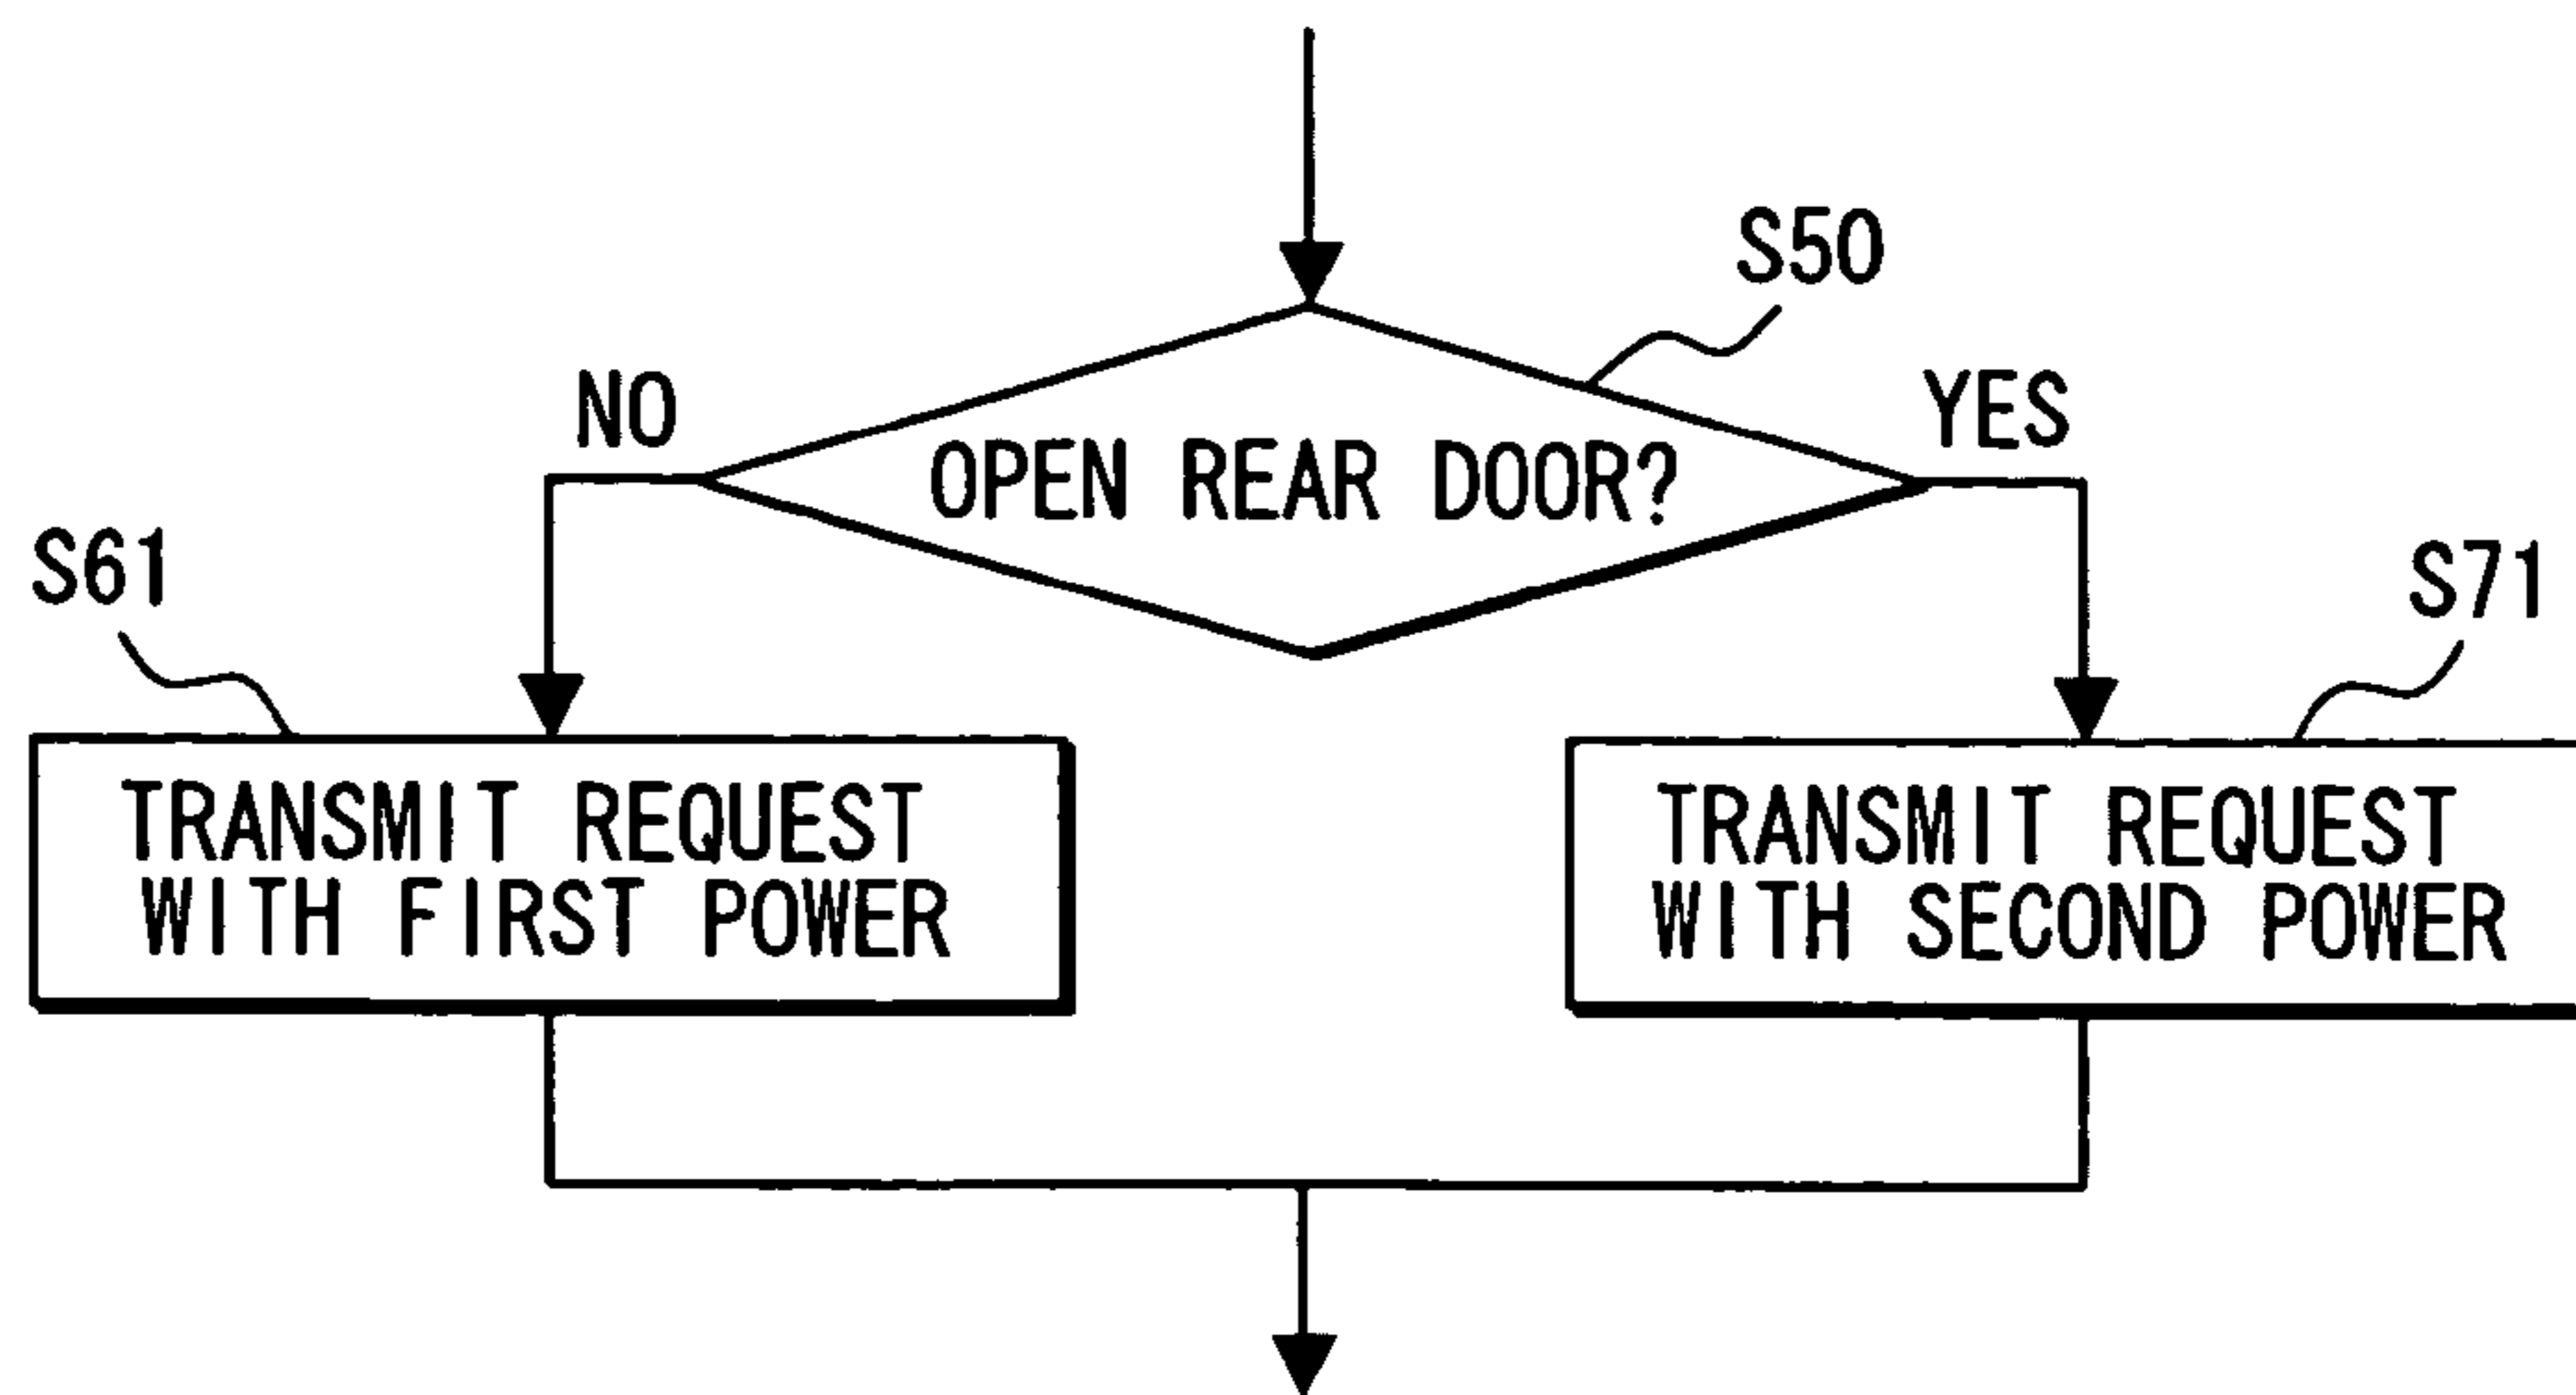 S50
NO
YES
OPEN REAR DOOR?
S61
S71
TRANSMIT REQUEST
WITH FIRST POWER
TRANSMIT REQUEST
WITH SECOND POWER